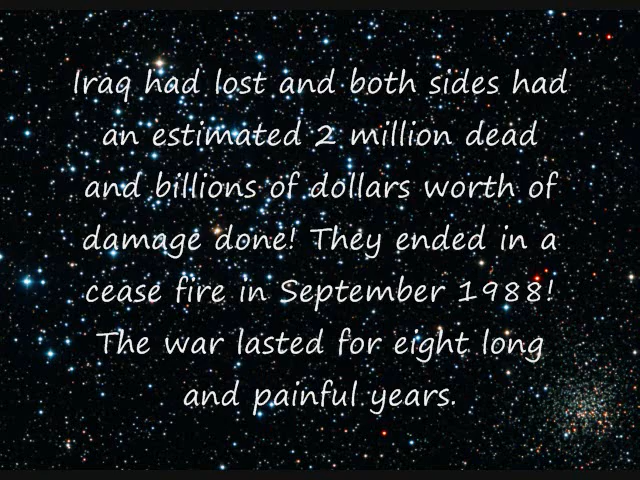 Iraq had lost and both sides had
an estimated 2 million dead
and billions of dollars worth of
damage done! They ended in a
cease fire in September 1988!
The war lasted for eight long
and painful years.